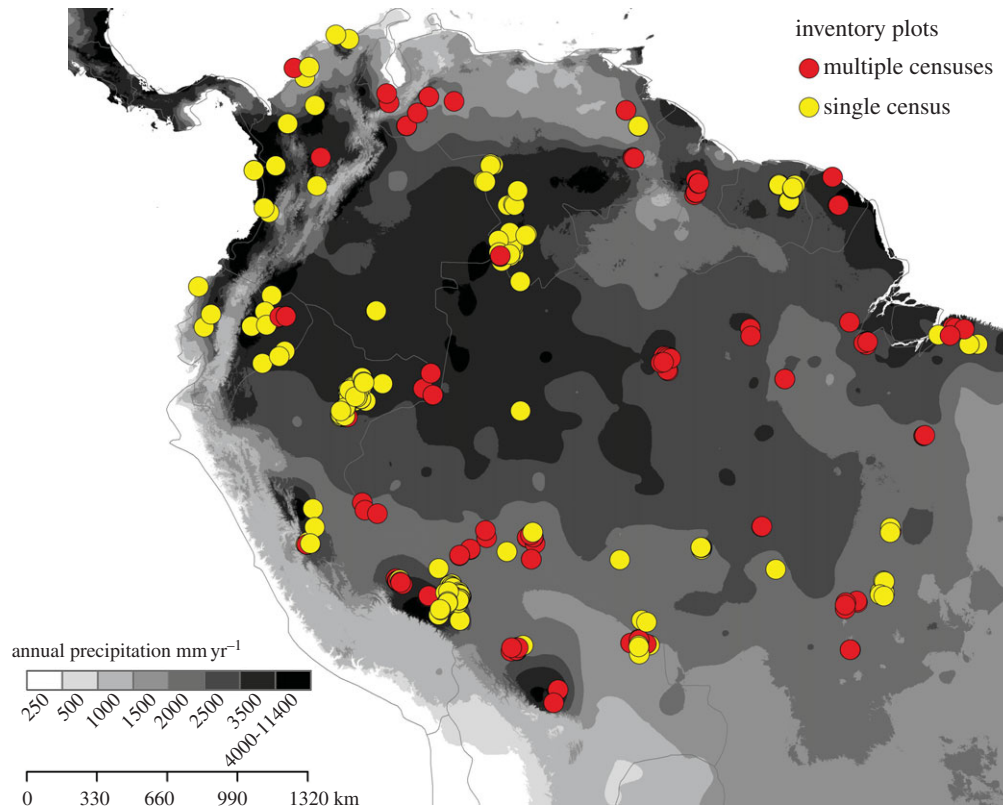 inventory plots
multiple censuses
single census
annual precipitation mm yr⁻¹
250 500 1000 1500 2000 2500 3500 4000-11400
0 330 660 990 1320 km